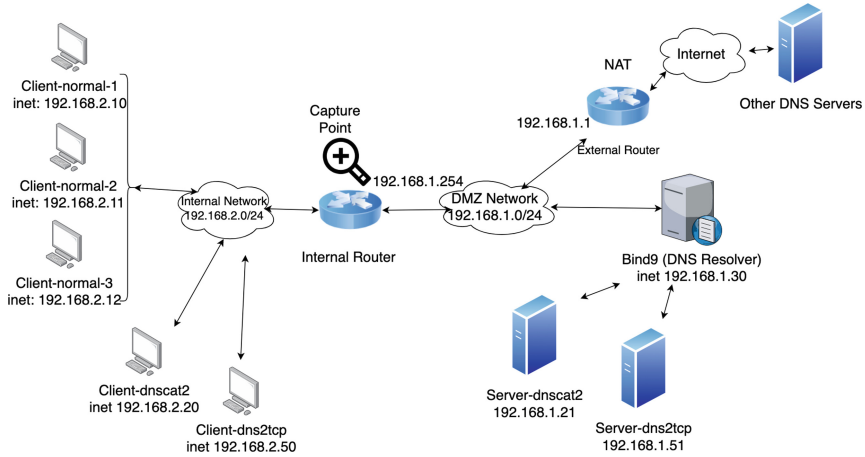 Client-normal-1
inet: 192.168.2.10
Client-normal-2
inet: 192.168.2.11
Client-normal-3
inet: 192.168.2.12
Client-dnscat2
inet 192.168.2.20
Client-dns2tcp
inet 192.168.2.50
Internal Network
192.168.2.0/24
Capture
Point
192.168.1.254
Internal Router
DMZ Network
192.168.1.0/24
NAT
192.168.1.1
External Router
Internet
Other DNS Servers
Bind9 (DNS Resolver)
inet 192.168.1.30
Server-dnscat2
192.168.1.21
Server-dns2tcp
192.168.1.51